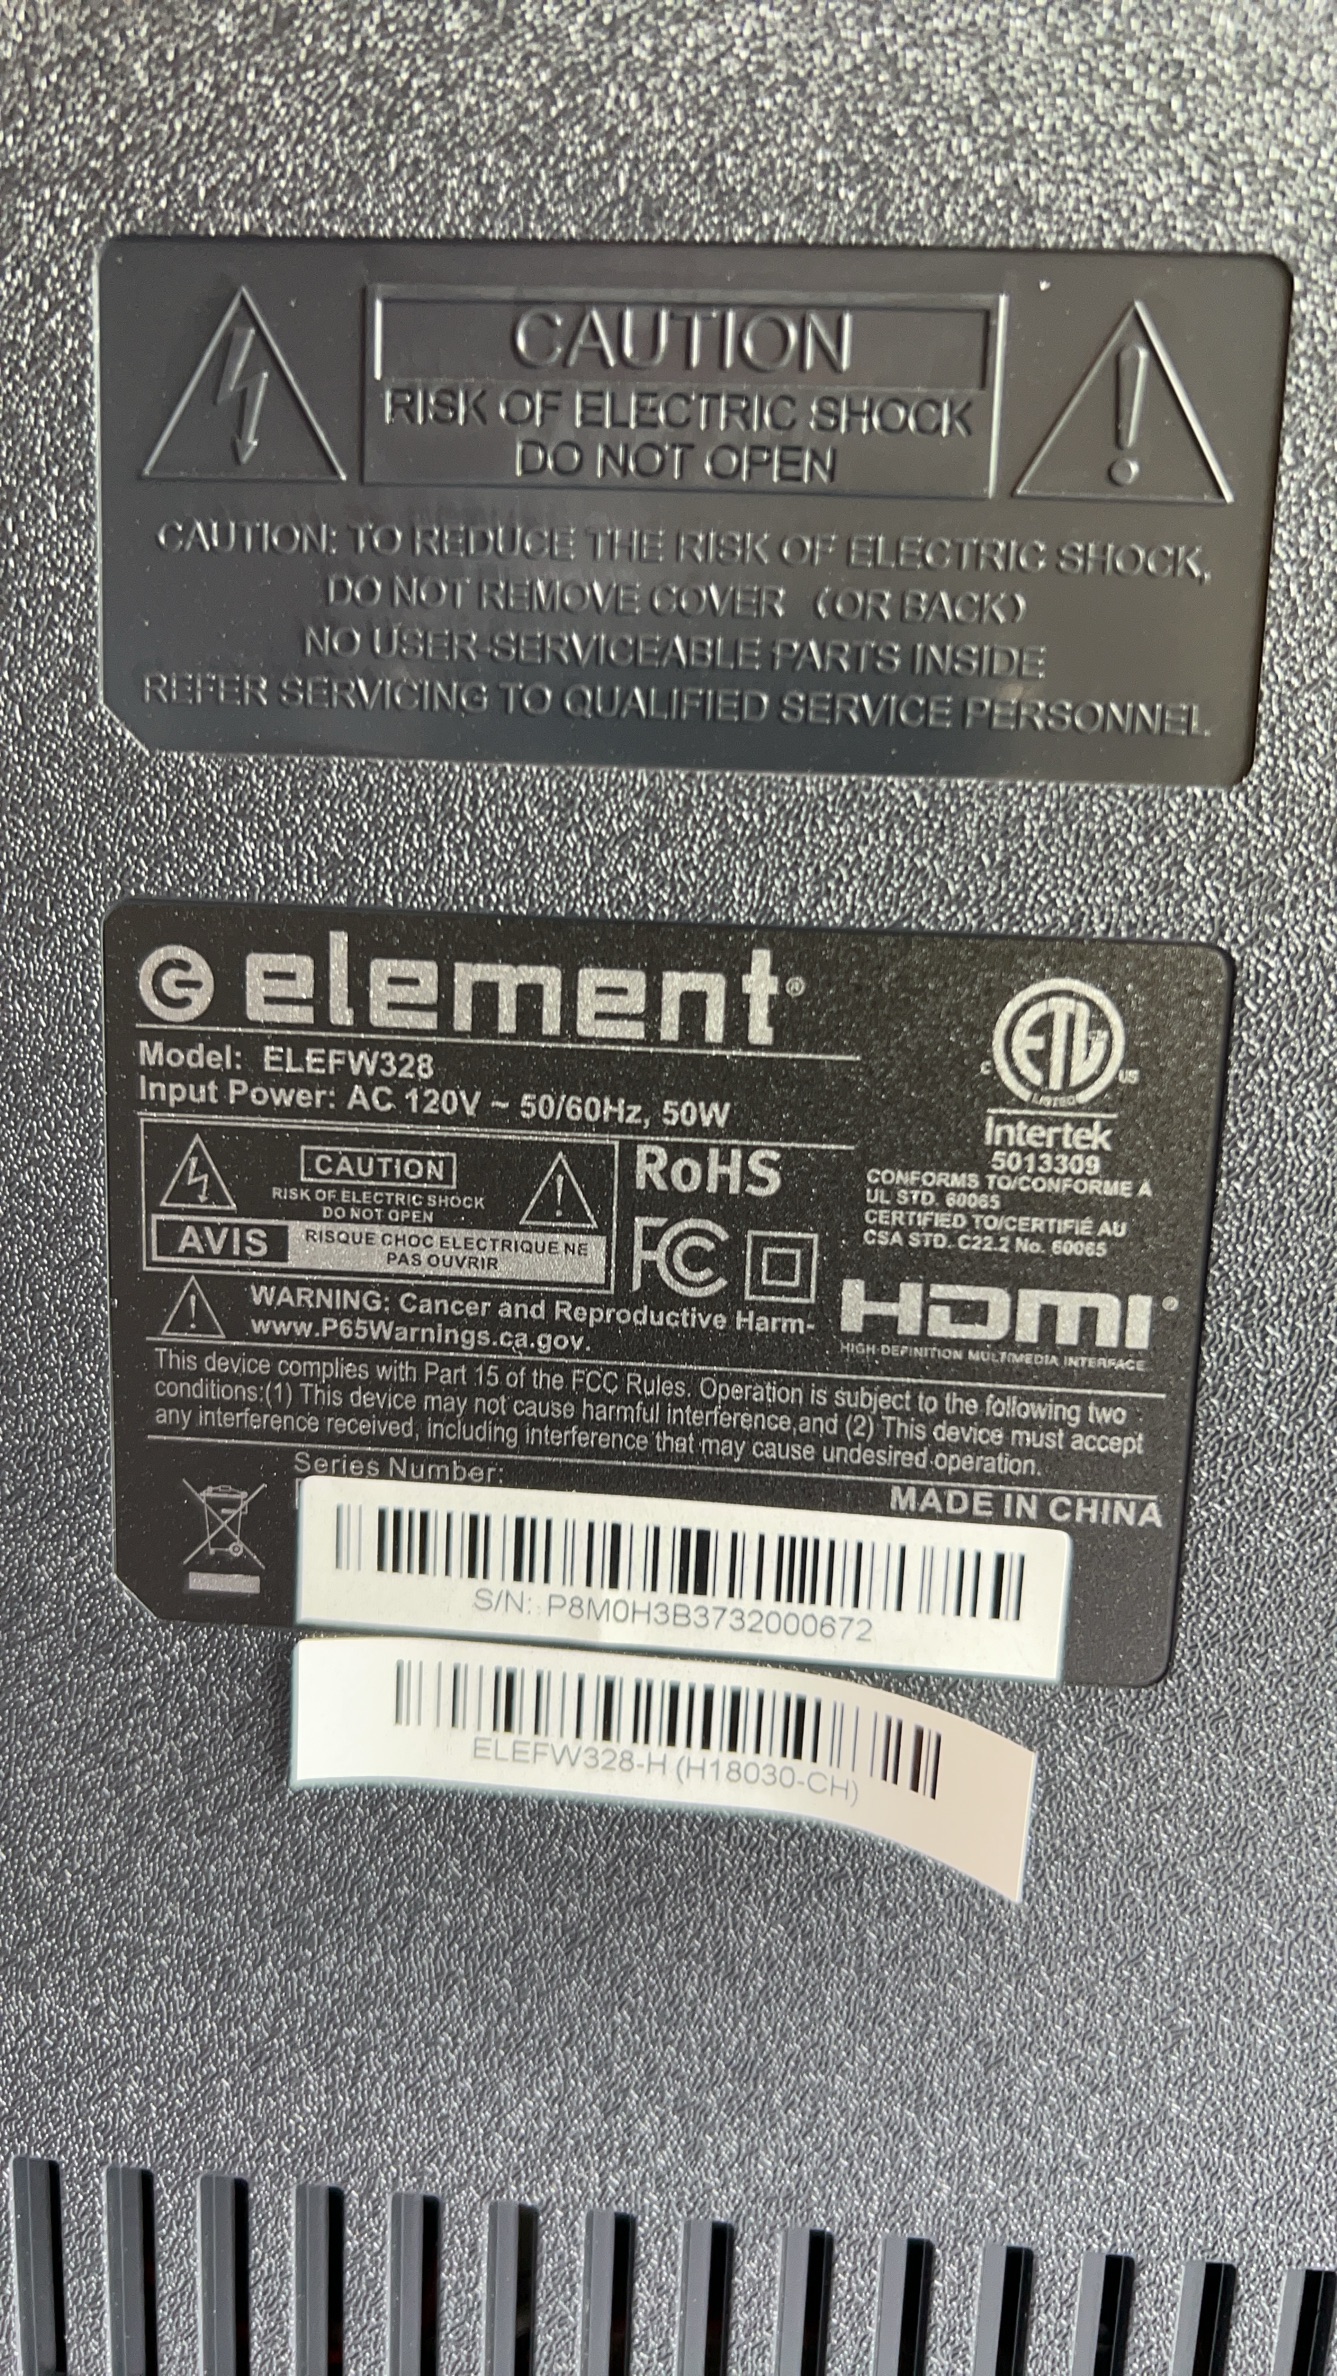 CAUTION
RISK OF ELECTRIC SHOCK
DO NOT OPEN
CAUTION: TO REDUCE THE RISK OF ELECTRIC SHOCK,
DO NOT REMOVE COVER (OR BACK)
NO USER-SERVICEABLE PARTS INSIDE
REFER SERVICING TO QUALIFIED SERVICE PERSONNEL
element®
Model: ELEFW328
Input Power: AC 120V ~ 50/60Hz, 50W
ETL
C US
LISTED
Intertek
5013309
CONFORMS TO/CONFORME À
UL STD. 60065
CERTIFIED TO/CERTIFIÉ AU
CSA STD. C22.2 No. 60065
CAUTION
RISK OF ELECTRIC SHOCK
DO NOT OPEN
AVIS
RISQUE CHOC ELECTRIQUE NE
PAS OUVRIR
RoHS
FC
HDMI®
HIGH-DEFINITION MULTIMEDIA INTERFACE
WARNING: Cancer and Reproductive Harm-
www.P65Warnings.ca.gov.
This device complies with Part 15 of the FCC Rules. Operation is subject to the following two
conditions:(1) This device may not cause harmful interference,and (2) This device must accept
any interference received, including interference that may cause undesired operation.
Series Number:
MADE IN CHINA
S/N: P8M0H3B3732000672
ELEFW328-H (H18030-CH)